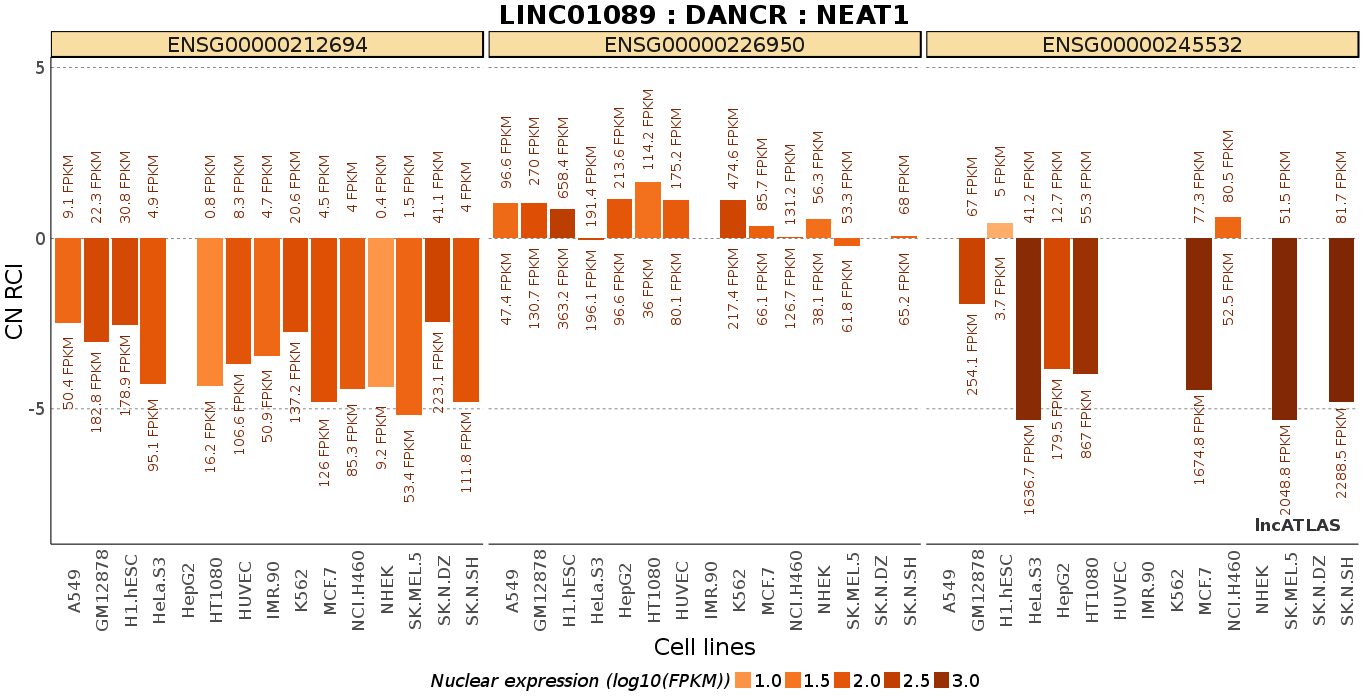 LINC01089 : DANCR : NEAT1
ENSG00000212694 ENSG00000226950 ENSG00000245532
5
0
-5
CN RCI
9.1 FPKM 22.3 FPKM 30.8 FPKM 4.9 FPKM 0.8 FPKM 8.3 FPKM 4.7 FPKM 20.6 FPKM 4.5 FPKM 4 FPKM 0.4 FPKM 1.5 FPKM 41.1 FPKM 4 FPKM
50.4 FPKM 182.8 FPKM 178.9 FPKM 95.1 FPKM 16.2 FPKM 106.6 FPKM 50.9 FPKM 137.2 FPKM 126 FPKM 85.3 FPKM 9.2 FPKM 53.4 FPKM 223.1 FPKM 111.8 FPKM
96.6 FPKM 270 FPKM 658.4 FPKM 191.4 FPKM 213.6 FPKM 114.2 FPKM 175.2 FPKM 474.6 FPKM 85.7 FPKM 131.2 FPKM 56.3 FPKM 53.3 FPKM 68 FPKM
47.4 FPKM 130.7 FPKM 363.2 FPKM 196.1 FPKM 96.6 FPKM 36 FPKM 80.1 FPKM 217.4 FPKM 66.1 FPKM 126.7 FPKM 38.1 FPKM 61.8 FPKM 65.2 FPKM
67 FPKM 5 FPKM 41.2 FPKM 12.7 FPKM 55.3 FPKM 77.3 FPKM 80.5 FPKM 51.5 FPKM 81.7 FPKM
254.1 FPKM 3.7 FPKM 1636.7 FPKM 179.5 FPKM 867 FPKM 1674.8 FPKM 52.5 FPKM 2048.8 FPKM 2288.5 FPKM
lncATLAS
A549 GM12878 H1.hESC HeLa.S3 HepG2 HT1080 HUVEC IMR.90 K562 MCF.7 NCI.H460 NHEK SK.MEL.5 SK.N.DZ SK.N.SH
A549 GM12878 H1.hESC HeLa.S3 HepG2 HT1080 HUVEC IMR.90 K562 MCF.7 NCI.H460 NHEK SK.MEL.5 SK.N.DZ SK.N.SH
A549 GM12878 H1.hESC HeLa.S3 HepG2 HT1080 HUVEC IMR.90 K562 MCF.7 NCI.H460 NHEK SK.MEL.5 SK.N.DZ SK.N.SH
Cell lines
Nuclear expression (log10(FPKM)) 1.0 1.5 2.0 2.5 3.0